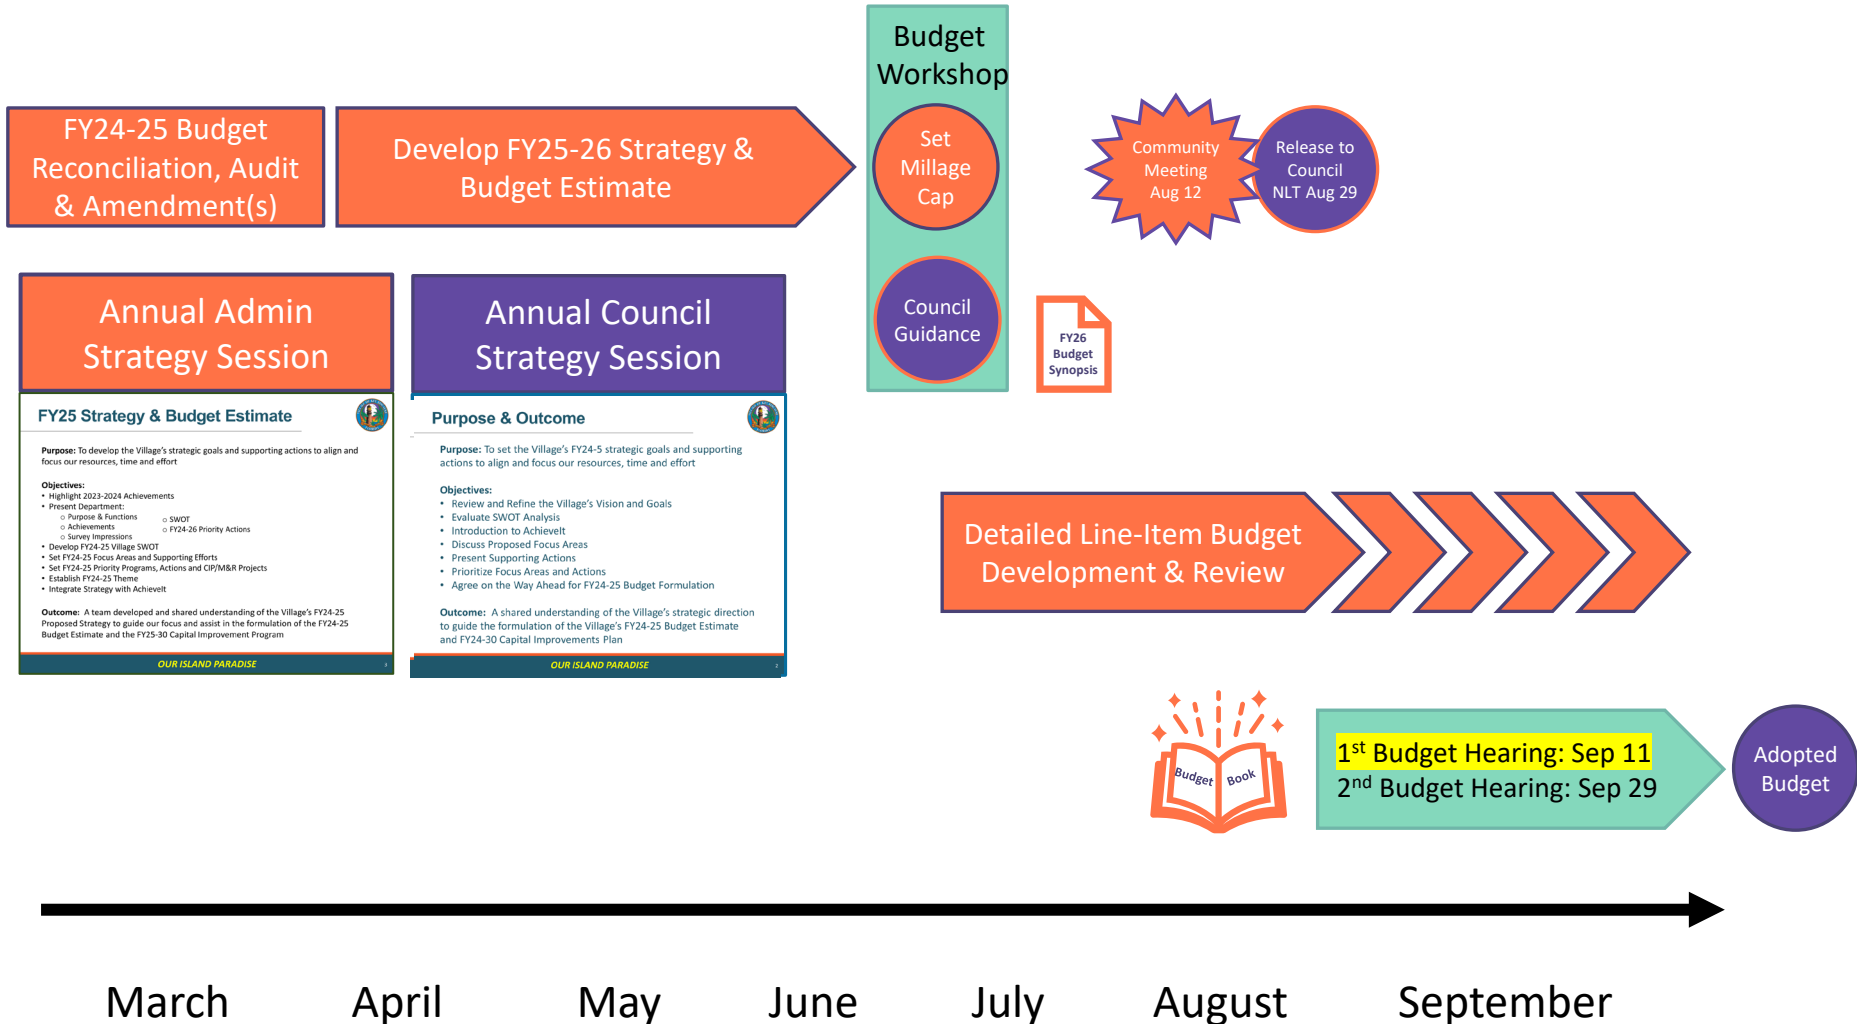 Budget
Workshop
FY24-25 Budget
Reconciliation, Audit
& Amendment(s)
Develop FY25-26 Strategy &
Budget Estimate
Set
Millage
Cap
Community
Meeting
Aug 12
Release to
Council
NLT Aug 29
Council
Guidance
FY26
Budget
Synopsis
Annual Admin
Strategy Session
FY25 Strategy & Budget Estimate
Purpose: To develop the Village's strategic goals and supporting actions to align and
focus our resources, time and effort
Objectives:
• Highlight 2023-2024 Achievements
• Present Department:
o Purpose & Functions
o Achievements
o Survey Impressions
o SWOT
o FY24-26 Priority Actions
• Develop FY24-25 Village SWOT
• Set FY24-25 Focus Areas and Supporting Efforts
• Set FY24-25 Priority Programs, Actions and CIP/M&R Projects
• Establish FY24-25 Theme
• Integrate Strategy with AchieveIt
Outcome: A team developed and shared understanding of the Village's FY24-25
Proposed Strategy to guide our focus and assist in the formulation of the FY24-25
Budget Estimate and the FY25-30 Capital Improvement Program
OUR ISLAND PARADISE
Annual Council
Strategy Session
Purpose & Outcome
Purpose: To set the Village's FY24-5 strategic goals and supporting
actions to align and focus our resources, time and effort
Objectives:
• Review and Refine the Village's Vision and Goals
• Evaluate SWOT Analysis
• Introduction to AchieveIt
• Discuss Proposed Focus Areas
• Present Supporting Actions
• Prioritize Focus Areas and Actions
• Agree on the Way Ahead for FY24-25 Budget Formulation
Outcome: A shared understanding of the Village's strategic direction
to guide the formulation of the Village's FY24-25 Budget Estimate
and FY24-30 Capital Improvements Plan
OUR ISLAND PARADISE
Detailed Line-Item Budget
Development & Review
Budget Book
1st Budget Hearing: Sep 11
2nd Budget Hearing: Sep 29
Adopted
Budget
March April May June July August September